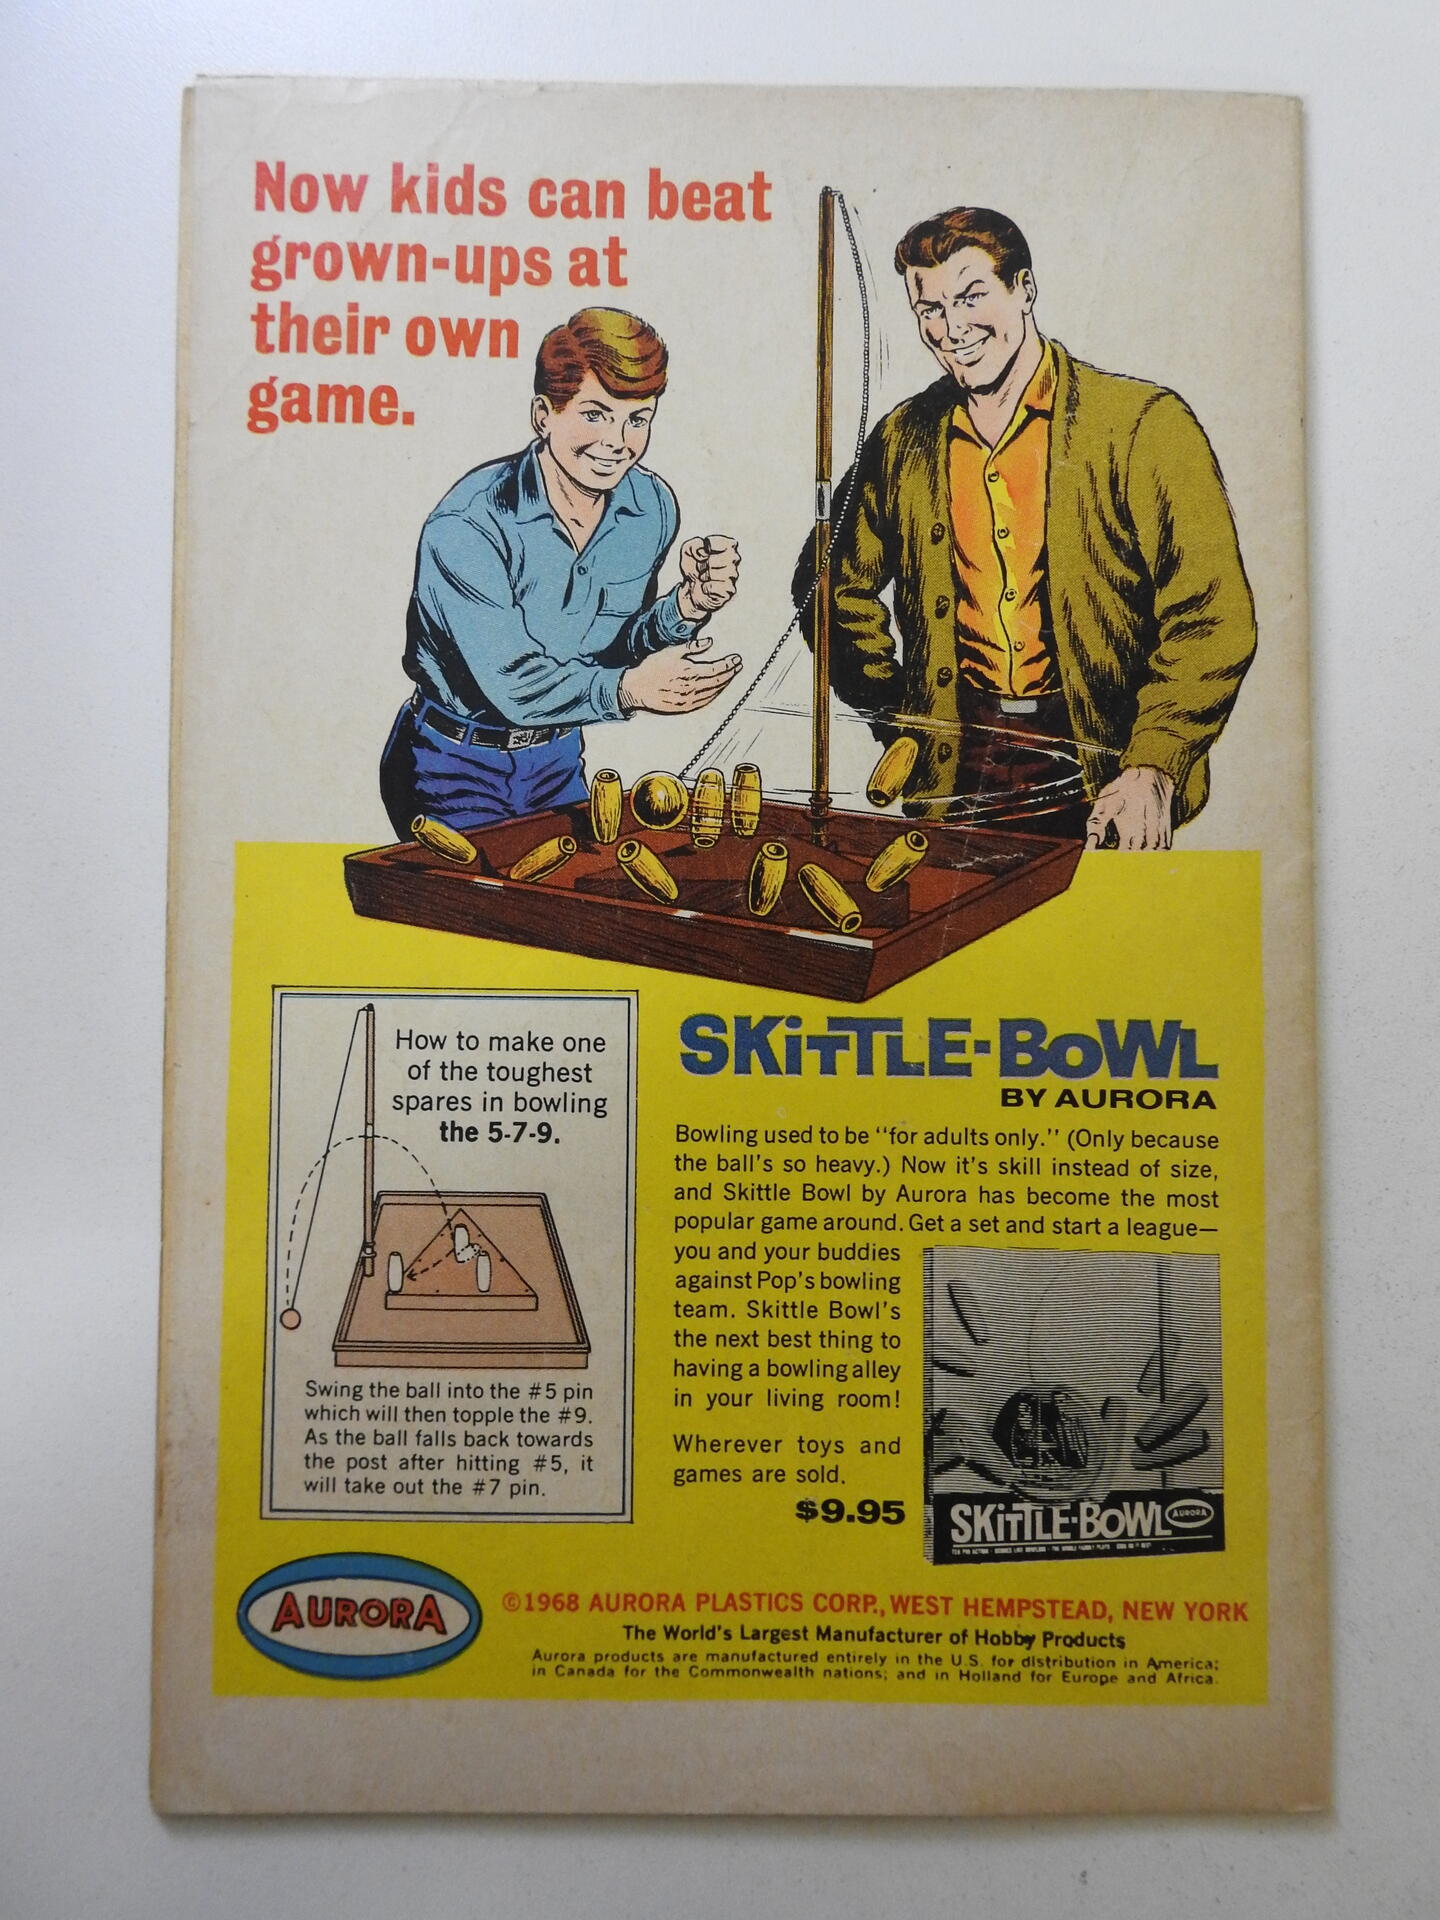 Now kids can beat
grown-ups at
their own
game.
How to make one
of the toughest
spares in bowling
the 5-7-9.
Swing the ball into the #5 pin
which will then topple the #9.
As the ball falls back towards
the post after hitting #5, it
will take out the #7 pin.
SKiTTLE-BoWL
BY AURORA
Bowling used to be "for adults only." (Only because
the ball's so heavy.) Now it's skill instead of size,
and Skittle Bowl by Aurora has become the most
popular game around. Get a set and start a league—
you and your buddies
against Pop's bowling
team. Skittle Bowl's
the next best thing to
having a bowling alley
in your living room!
Wherever toys and
games are sold.
$9.95
SKiTTLE-BoWL AURORA
AURORA
©1968 AURORA PLASTICS CORP., WEST HEMPSTEAD, NEW YORK
The World's Largest Manufacturer of Hobby Products
Aurora products are manufactured entirely in the U.S. for distribution in America;
in Canada for the Commonwealth nations; and in Holland for Europe and Africa.